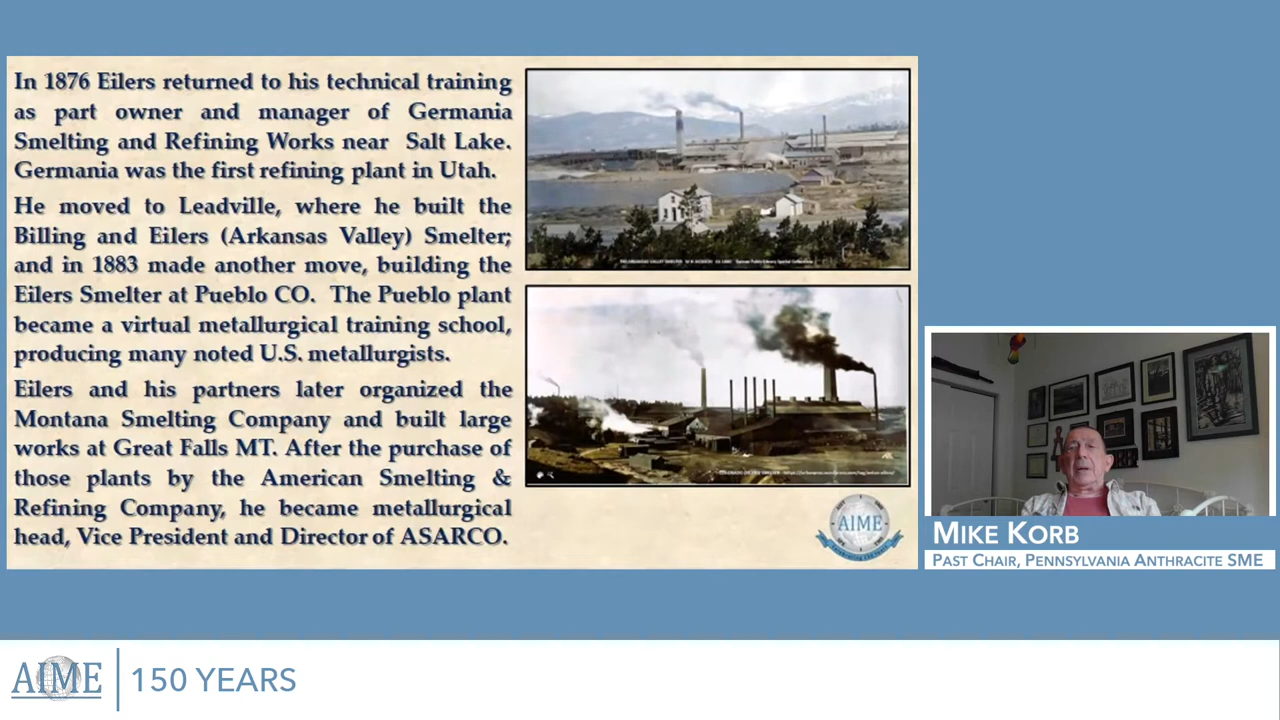 In 1876 Eilers returned to his technical training
as part owner and manager of Germania
Smelting and Refining Works near Salt Lake.
Germania was the first refining plant in Utah.
He moved to Leadville, where he built the
Billing and Eilers (Arkansas Valley) Smelter;
and in 1883 made another move, building the
Eilers Smelter at Pueblo CO. The Pueblo plant
became a virtual metallurgical training school,
producing many noted U.S. metallurgists.
Eilers and his partners later organized the
Montana Smelting Company and built large
works at Great Falls MT. After the purchase of
those plants by the American Smelting &
Refining Company, he became metallurgical
head, Vice President and Director of ASARCO.
AIME
MIKE KORB
PAST CHAIR, PENNSYLVANIA ANTHRACITE SME
AIME 150 YEARS